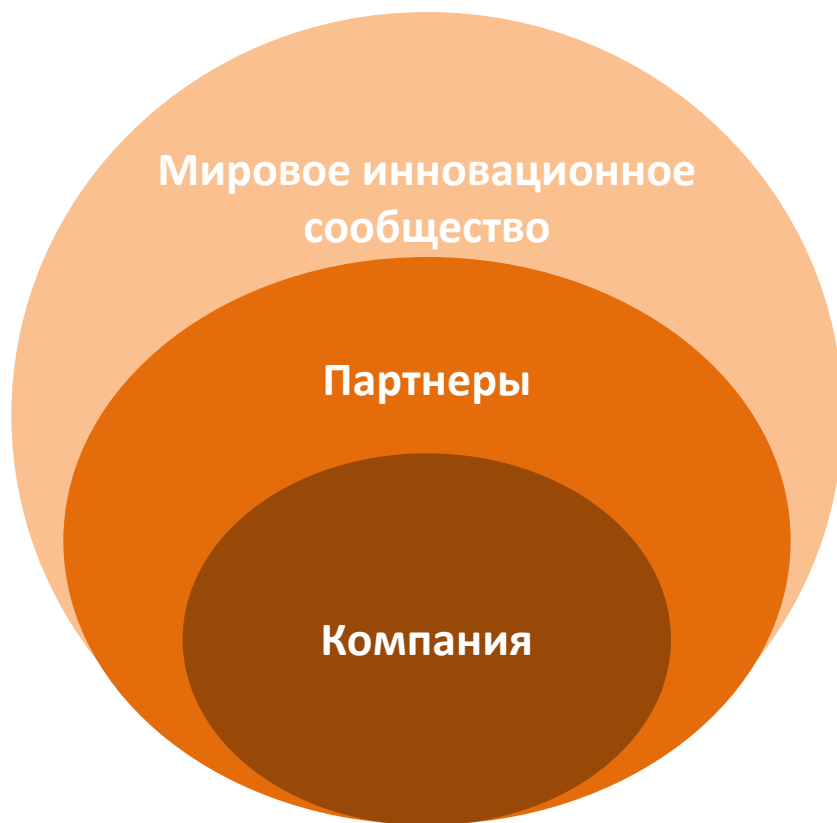 Мировое инновационное
сообщество
Партнеры
Компания